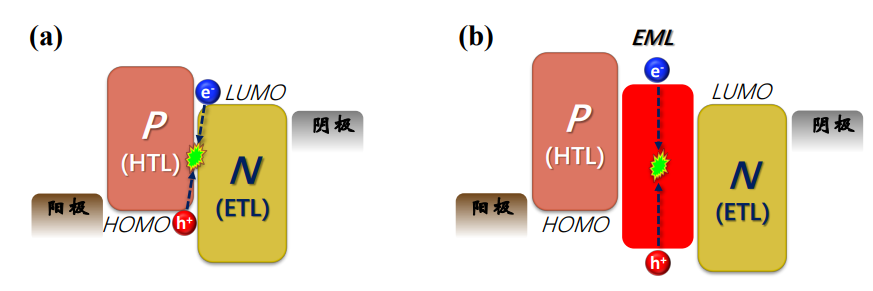 (a)
P
(HTL)
e-
LUMO
阴极
N
(ETL)
阳极
HOMO
h+
(b)
EML
e-
P
(HTL)
LUMO
阴极
N
(ETL)
阳极
HOMO
h+